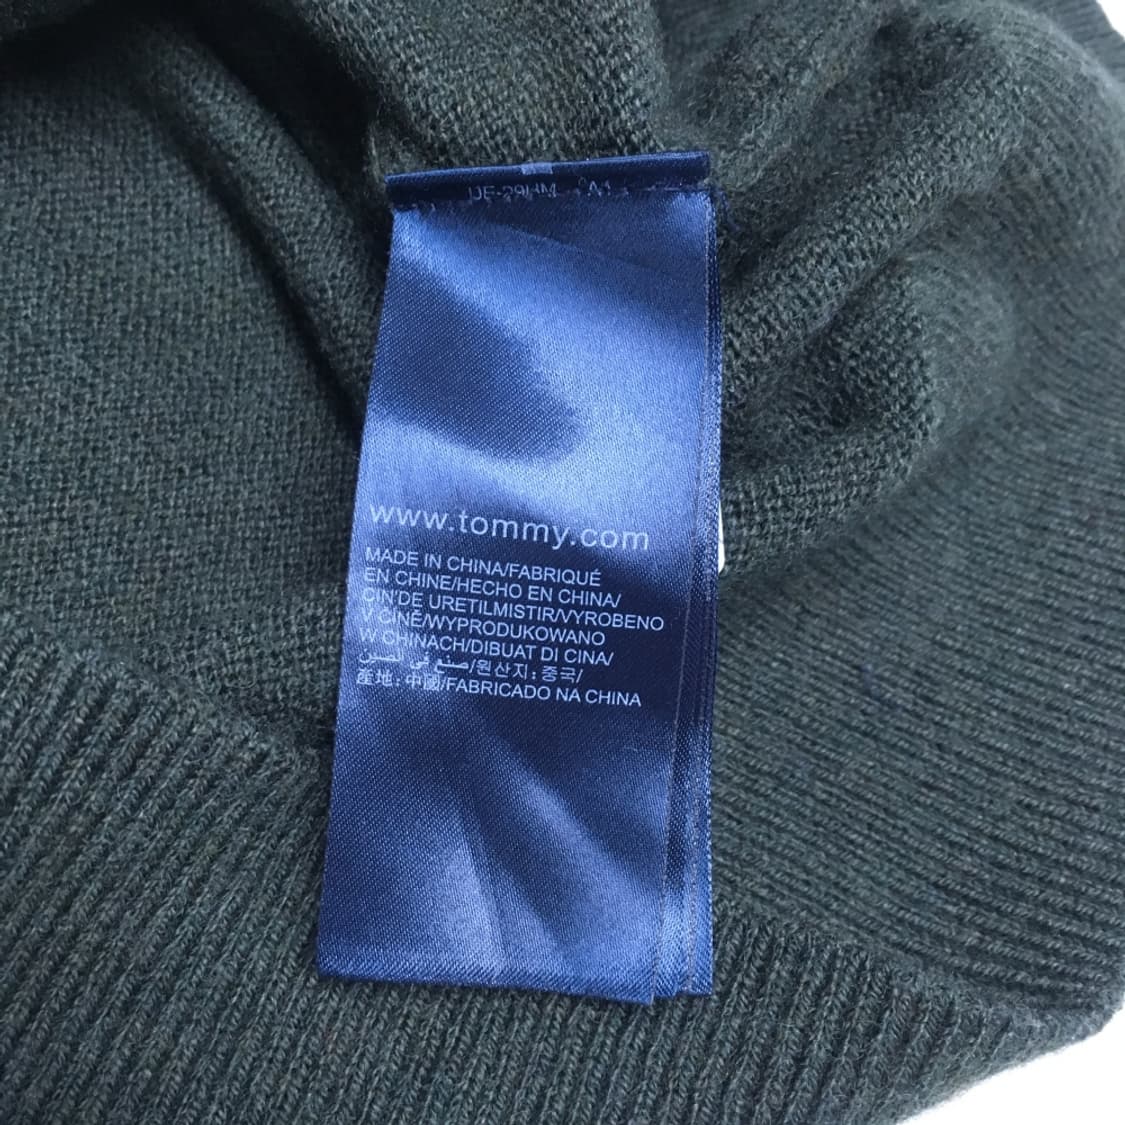 www.tommy.com
MADE IN CHINA/FABRIQUÉ
EN CHINE/HECHO EN CHINA/
ÇIN'DE URETILMISTIR/VYROBENO
V CINĚ/WYPRODUKOWANO
W CHINACH/DIBUAT DI CINA/
صنع في الصين/원산지: 중국/
產地: 中國/FABRICADO NA CHINA